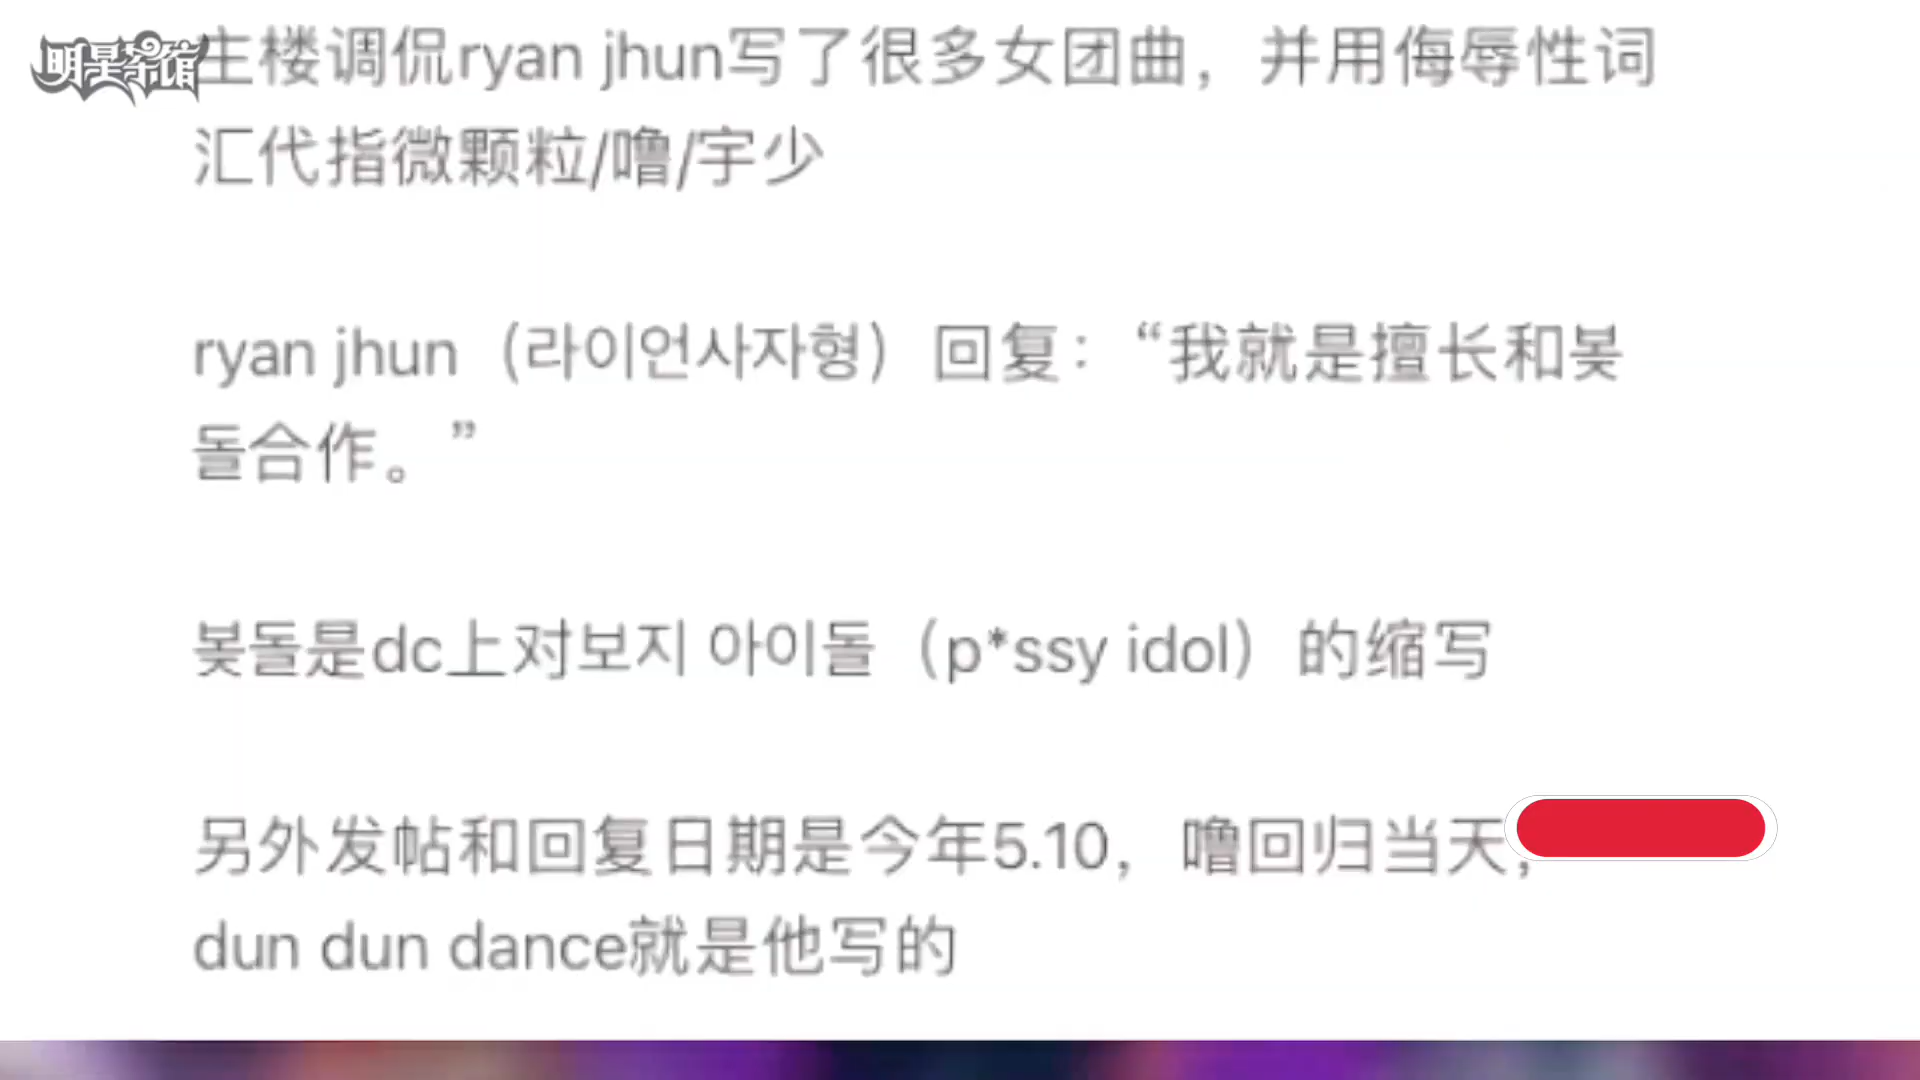 明星茶馆
主楼调侃ryan jhun写了很多女团曲，并用侮辱性词
汇代指微颗粒/噜/宇少
ryan jhun（라이언사자형）回复：“我就是擅长和봊
돌合作。”
봊돌是dc上对보지 아이돌（p*ssy idol）的缩写
另外发帖和回复日期是今年5.10，噜回归当天，
dun dun dance就是他写的